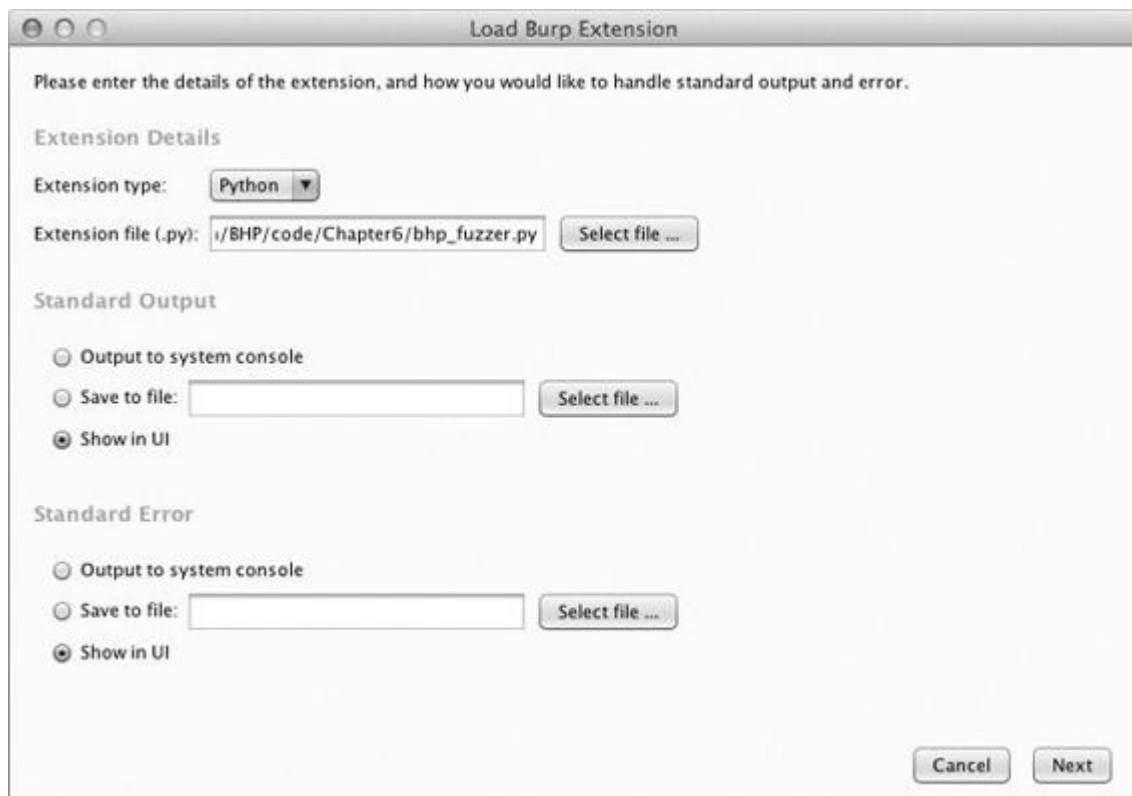 Load Burp Extension
Please enter the details of the extension, and how you would like to handle standard output and error.
Extension Details
Extension type: Python
Extension file (.py): /BHP/code/Chapter6/bhp_fuzzer.py Select file ...
Standard Output
Output to system console
Save to file: Select file ...
Show in UI
Standard Error
Output to system console
Save to file: Select file ...
Show in UI
Cancel Next